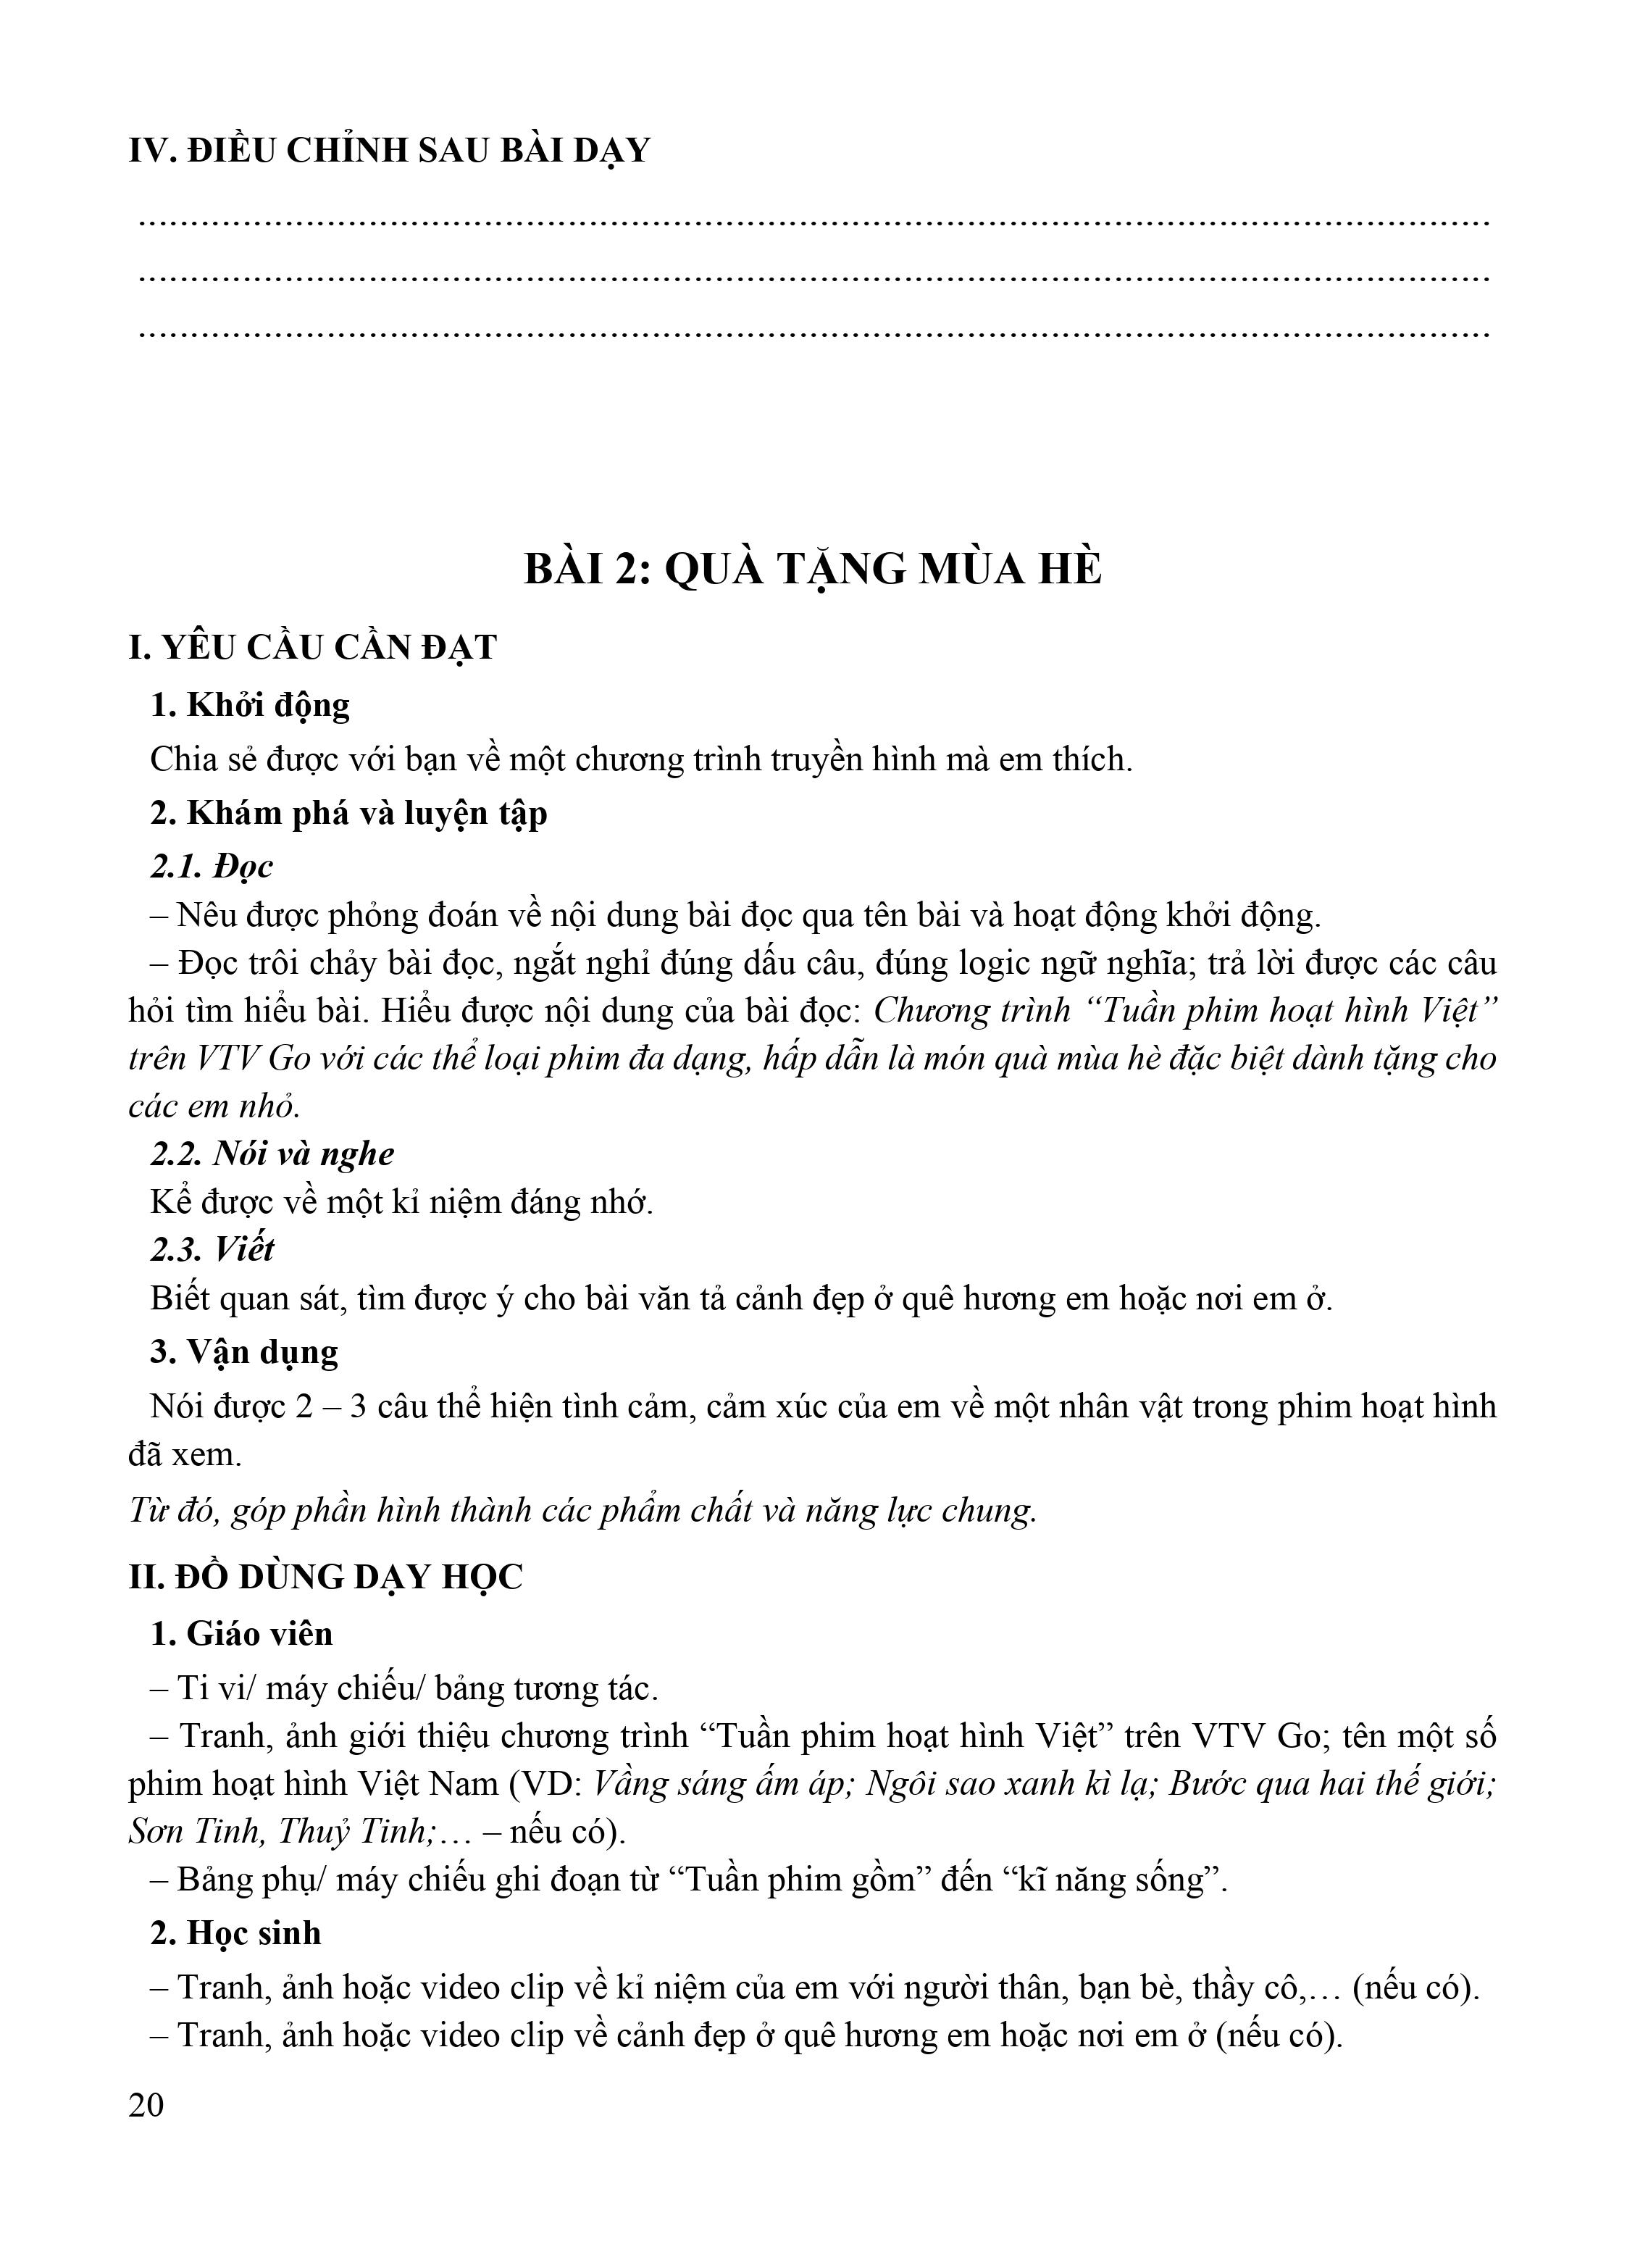 IV. ĐIỀU CHỈNH SAU BÀI DẠY
.................................................................................................................................
.................................................................................................................................
.................................................................................................................................
BÀI 2: QUÀ TẶNG MÙA HÈ
I. YÊU CẦU CẦN ĐẠT
1. Khởi động
Chia sẻ được với bạn về một chương trình truyền hình mà em thích.
2. Khám phá và luyện tập
2.1. Đọc
– Nêu được phỏng đoán về nội dung bài đọc qua tên bài và hoạt động khởi động.
– Đọc trôi chảy bài đọc, ngắt nghỉ đúng dấu câu, đúng logic ngữ nghĩa; trả lời được các câu
hỏi tìm hiểu bài. Hiểu được nội dung của bài đọc: Chương trình “Tuần phim hoạt hình Việt”
trên VTV Go với các thể loại phim đa dạng, hấp dẫn là món quà mùa hè đặc biệt dành tặng cho
các em nhỏ.
2.2. Nói và nghe
Kể được về một kỉ niệm đáng nhớ.
2.3. Viết
Biết quan sát, tìm được ý cho bài văn tả cảnh đẹp ở quê hương em hoặc nơi em ở.
3. Vận dụng
Nói được 2 – 3 câu thể hiện tình cảm, cảm xúc của em về một nhân vật trong phim hoạt hình
đã xem.
Từ đó, góp phần hình thành các phẩm chất và năng lực chung.
II. ĐỒ DÙNG DẠY HỌC
1. Giáo viên
– Ti vi/ máy chiếu/ bảng tương tác.
– Tranh, ảnh giới thiệu chương trình “Tuần phim hoạt hình Việt” trên VTV Go; tên một số
phim hoạt hình Việt Nam (VD: Vầng sáng ấm áp; Ngôi sao xanh kì lạ; Bước qua hai thế giới;
Sơn Tinh, Thuỷ Tinh;… – nếu có).
– Bảng phụ/ máy chiếu ghi đoạn từ “Tuần phim gồm” đến “kĩ năng sống”.
2. Học sinh
– Tranh, ảnh hoặc video clip về kỉ niệm của em với người thân, bạn bè, thầy cô,… (nếu có).
– Tranh, ảnh hoặc video clip về cảnh đẹp ở quê hương em hoặc nơi em ở (nếu có).
20